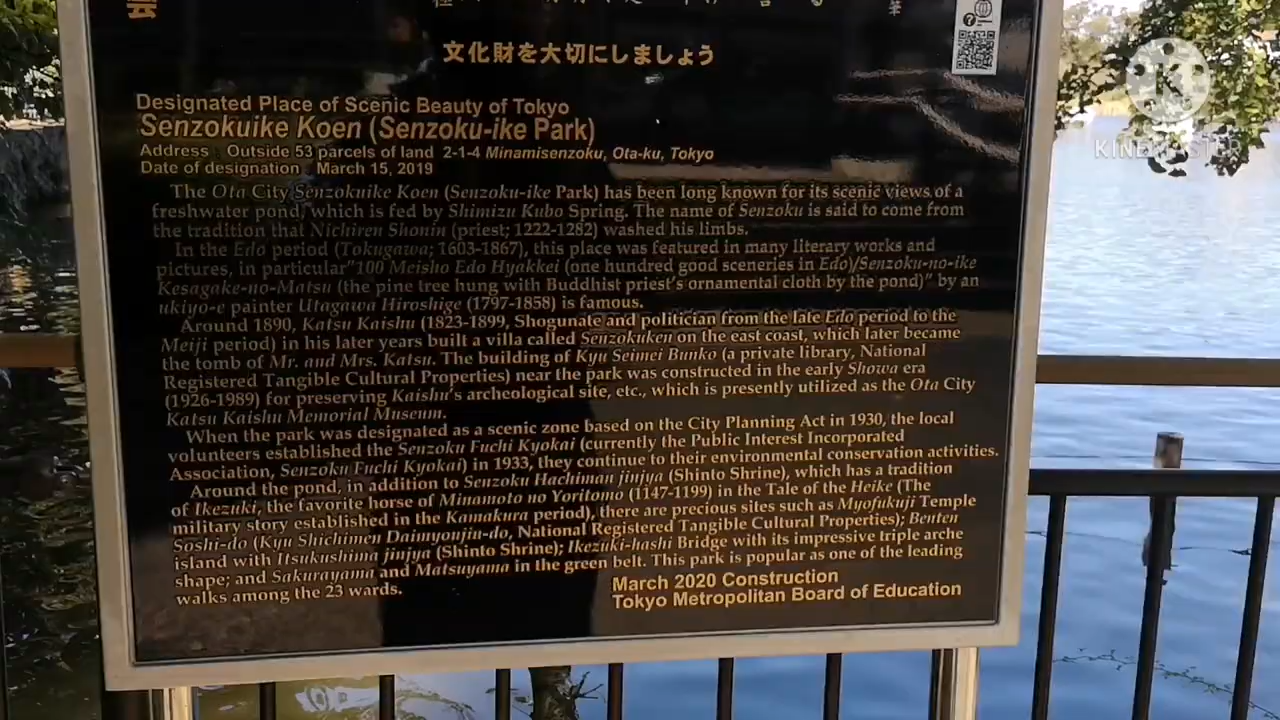 文化財を大切にしましょう
Designated Place of Scenic Beauty of Tokyo
Senzokuike Koen (Senzoku-ike Park)
Address : Outside 53 parcels of land 2-1-4 Minamisenzoku, Ota-ku, Tokyo
Date of designation : March 15, 2019
The Ota City Senzokuike Koen (Senzoku-ike Park) has been long known for its scenic views of a
freshwater pond, which is fed by Shimizu Kubo Spring. The name of Senzoku is said to come from
the tradition that Nichiren Shonin (priest; 1222-1282) washed his limbs.
In the Edo period (Tokugawa; 1603-1867), this place was featured in many literary works and
pictures, in particular"100 Meisho Edo Hyakkei (one hundred good sceneries in Edo)/Senzoku-no-ike
Kesagake-no-Matsu (the pine tree hung with Buddhist priest's ornamental cloth by the pond)" by an
ukiyo-e painter Utagawa Hiroshige (1797-1858) is famous.
Around 1890, Katsu Kaishu (1823-1899, Shogunate and politician from the late Edo period to the
Meiji period) in his later years built a villa called Senzokuken on the east coast, which later became
the tomb of Mr. and Mrs. Katsu. The building of Kyu Seimei Bunko (a private library, National
Registered Tangible Cultural Properties) near the park was constructed in the early Showa era
(1926-1989) for preserving Kaishu's archeological site, etc., which is presently utilized as the Ota City
Katsu Kaishu Memorial Museum.
When the park was designated as a scenic zone based on the City Planning Act in 1930, the local
volunteers established the Senzoku Fuchi Kyokai (currently the Public Interest Incorporated
Association, Senzoku Fuchi Kyokai) in 1933, they continue to their environmental conservation activities.
Around the pond, in addition to Senzoku Hachiman jinjya (Shinto Shrine), which has a tradition
of Ikezuki, the favorite horse of Minamoto no Yoritomo (1147-1199) in the Tale of the Heike (The
military story established in the Kamakura period), there are precious sites such as Myofukuji Temple
Soshi-do (Kyu Shichimen Daimyoujin-do, National Registered Tangible Cultural Properties); Benten
island with Itsukushima jinjya (Shinto Shrine); Ikezuki-hashi Bridge with its impressive triple arche
shape; and Sakurayama and Matsuyama in the green belt. This park is popular as one of the leading
walks among the 23 wards.
March 2020 Construction
Tokyo Metropolitan Board of Education
K
KINEMASTER